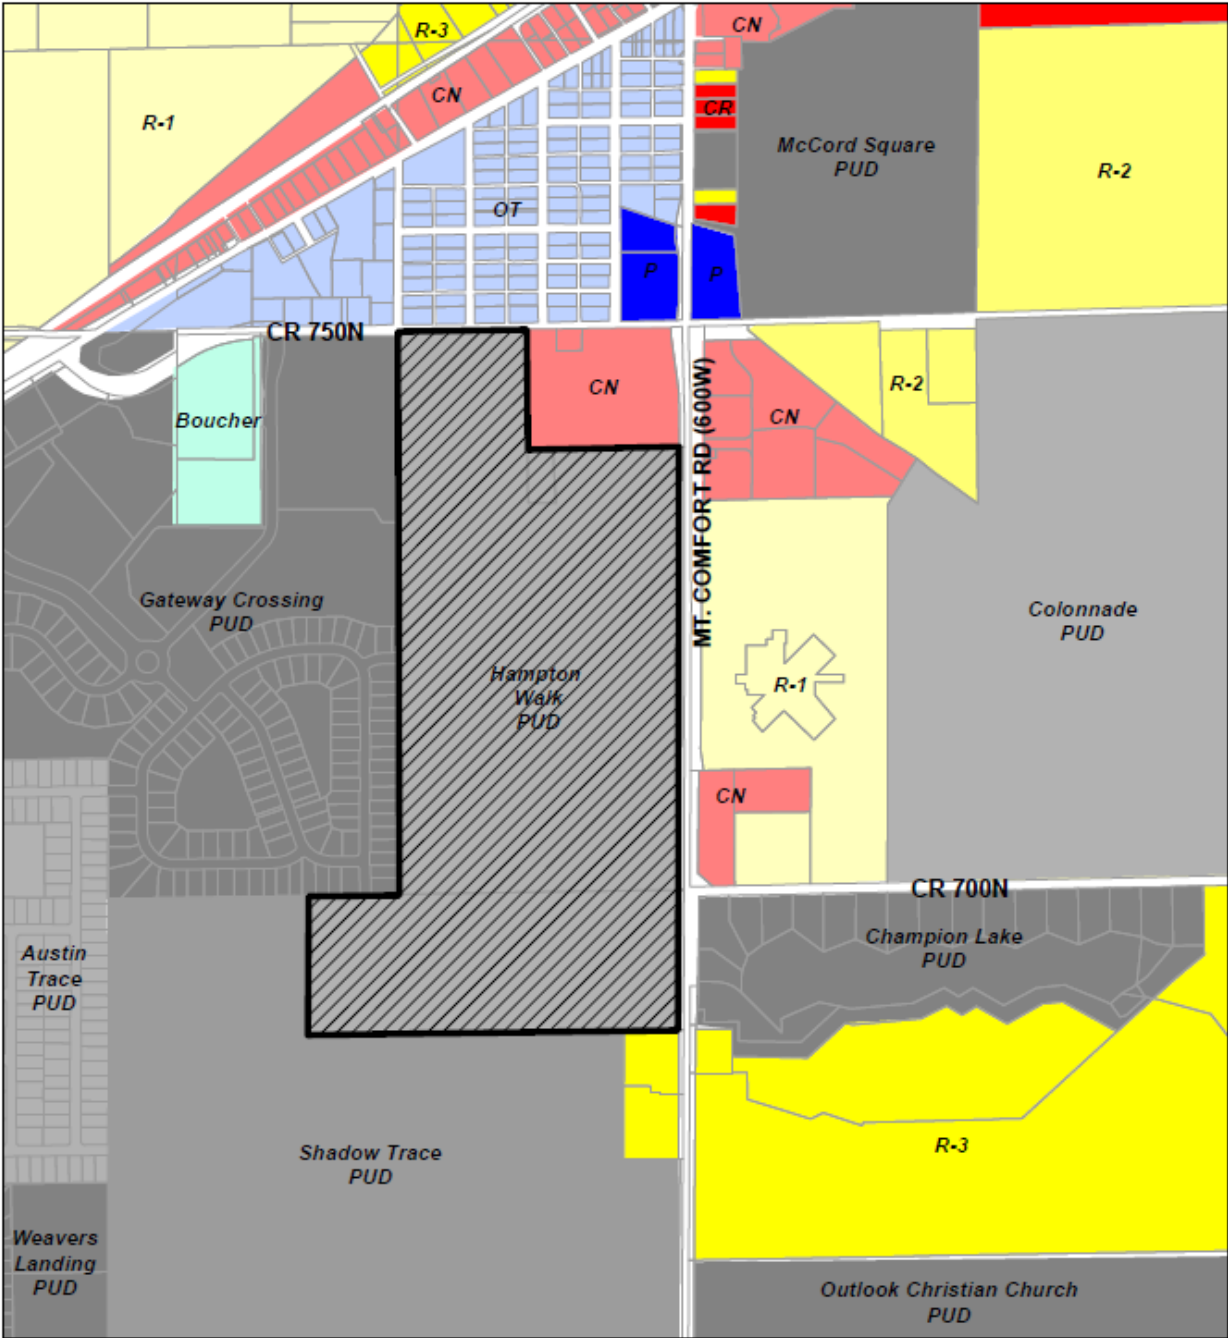 R-3
CN
R-1
CN
CR
McCord Square
PUD
R-2
OT
P
P
CR 750N
CN
R-2
Boucher
CN
MT. COMFORT RD (600W)
Gateway Crossing
PUD
Colonnade
PUD
Hampton
Walk
PUD
R-1
CN
CR 700N
Champion Lake
PUD
Austin
Trace
PUD
Shadow Trace
PUD
R-3
Weavers
Landing
PUD
Outlook Christian Church
PUD